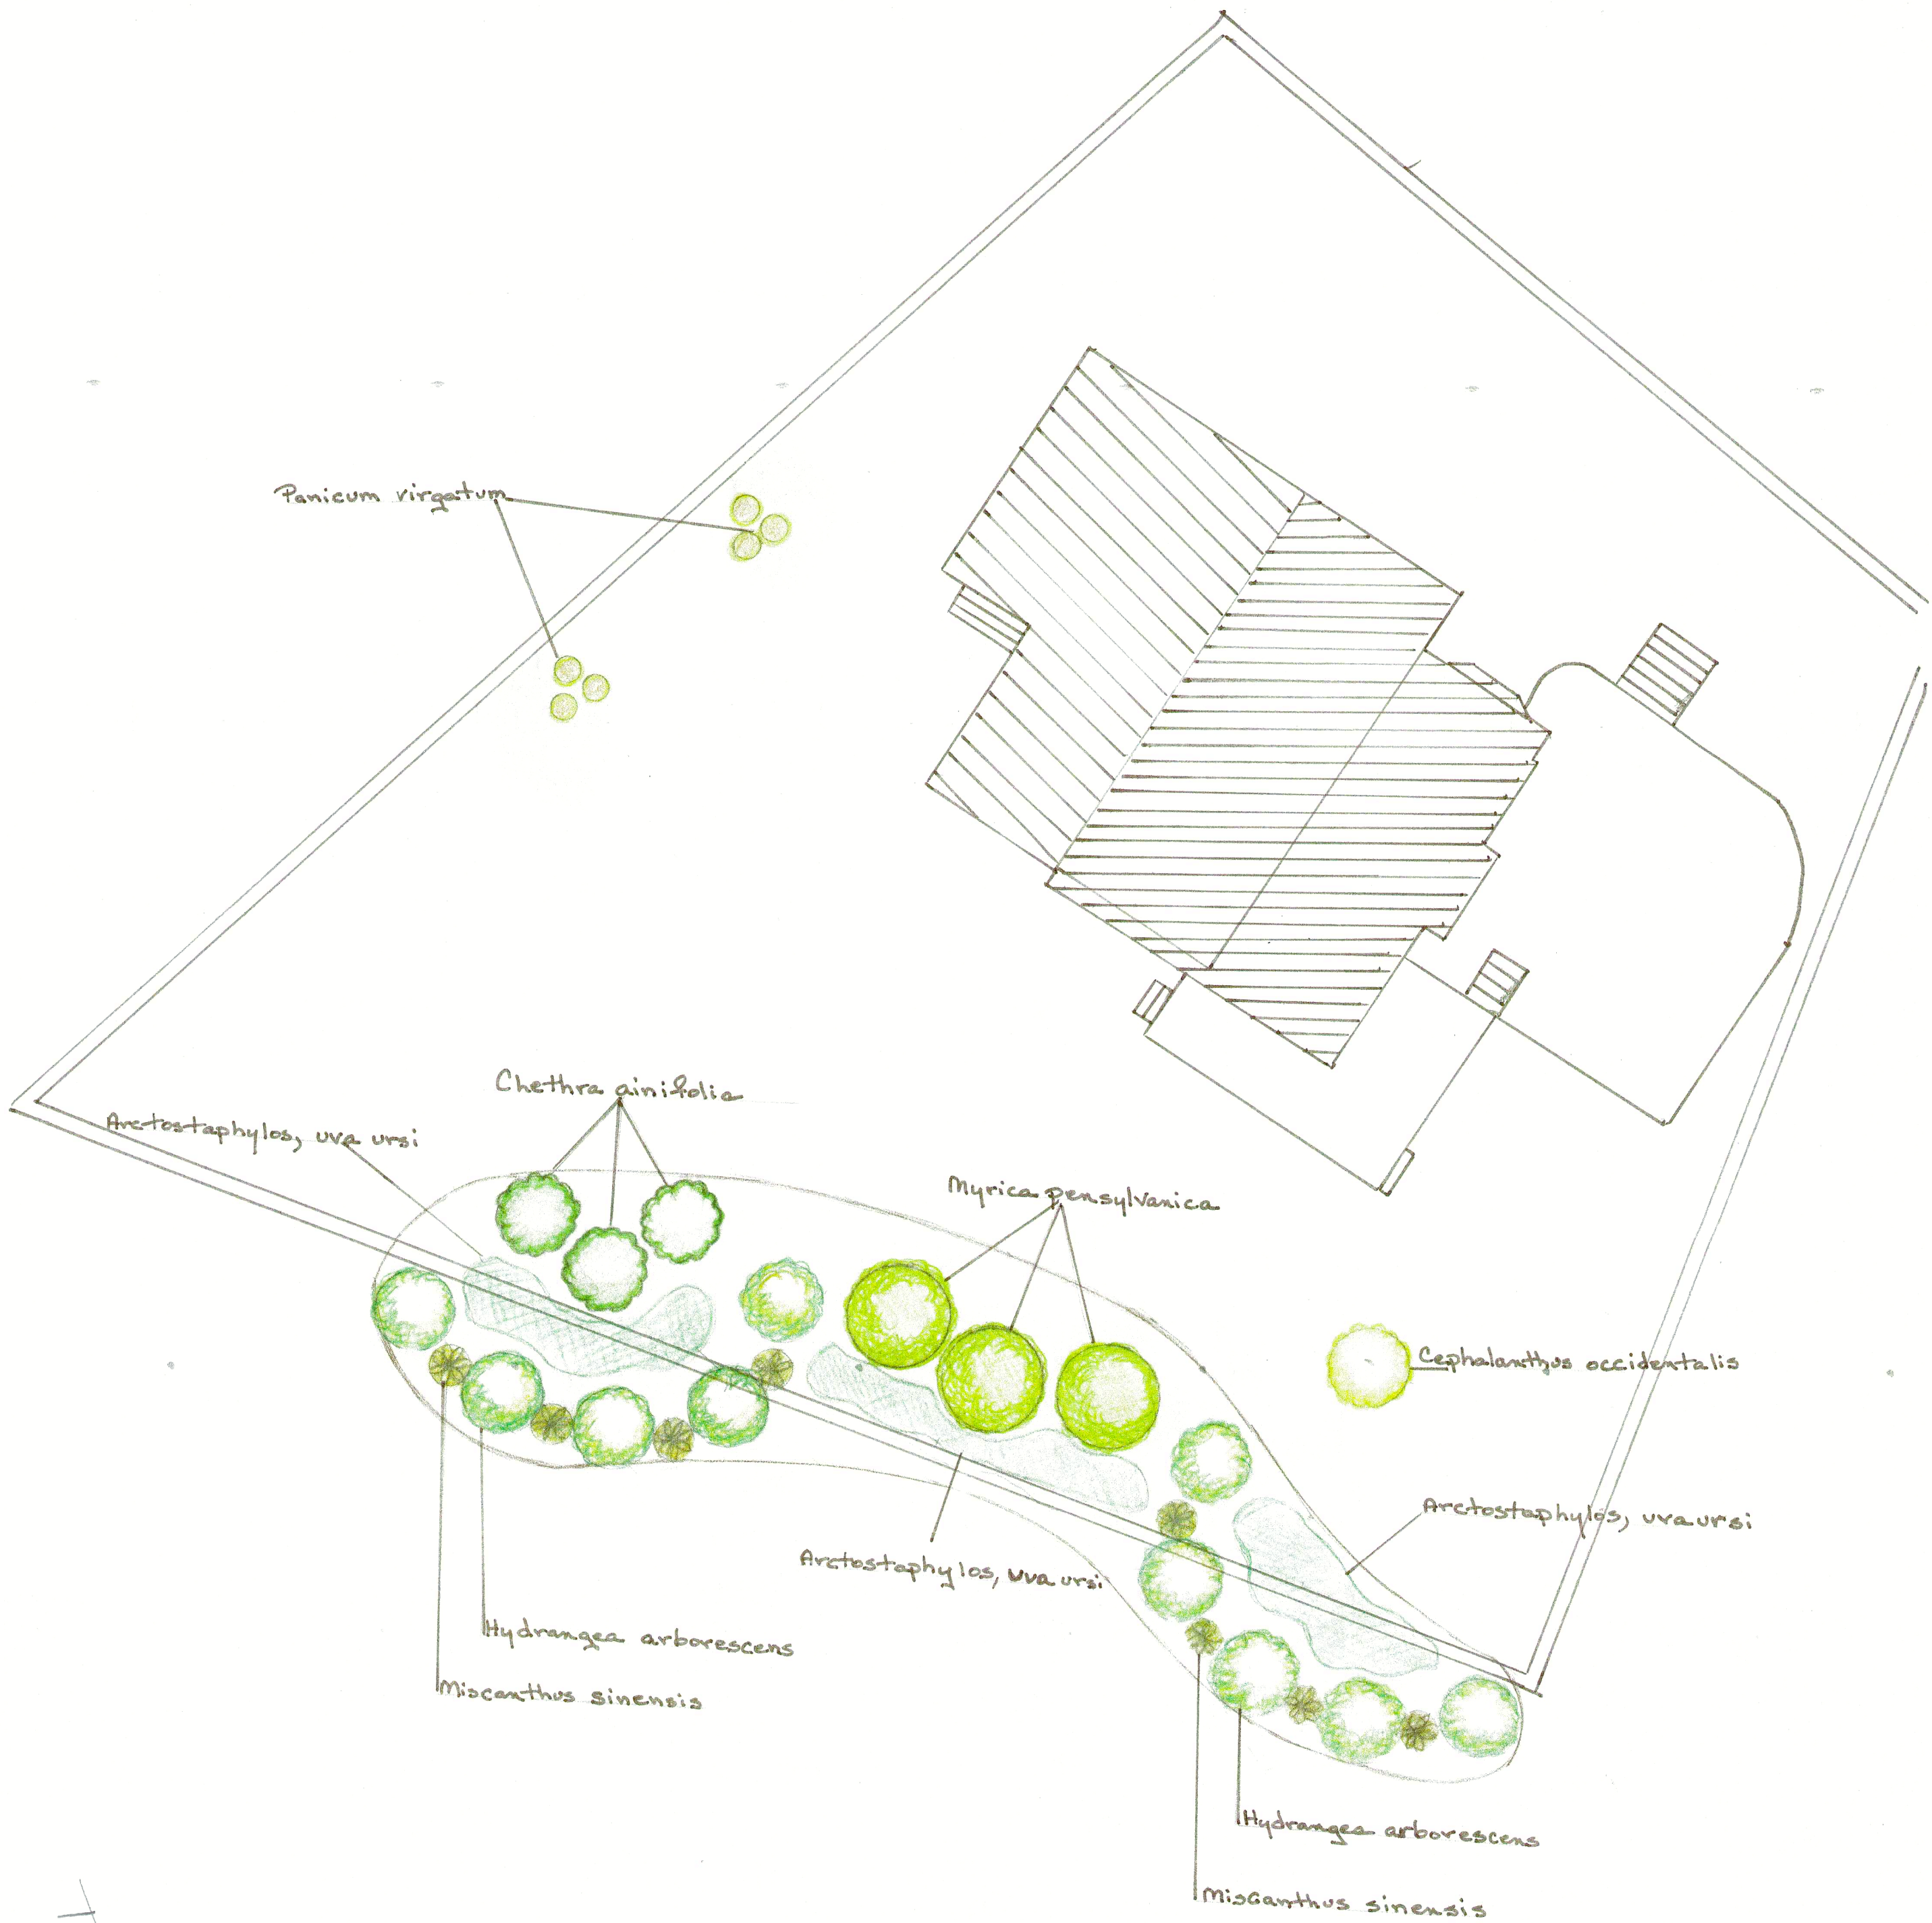 Panicum virgatum
Chethra ainifolia
Arctostaphylos, uva ursi
Myrica pensylvanica
Cephalanthus occidentalis
Arctostaphylos, uva ursi
Arctostaphylos, uva ursi
Hydrangea arborescens
Miscanthus sinensis
Hydrangea arborescens
Miscanthus sinensis